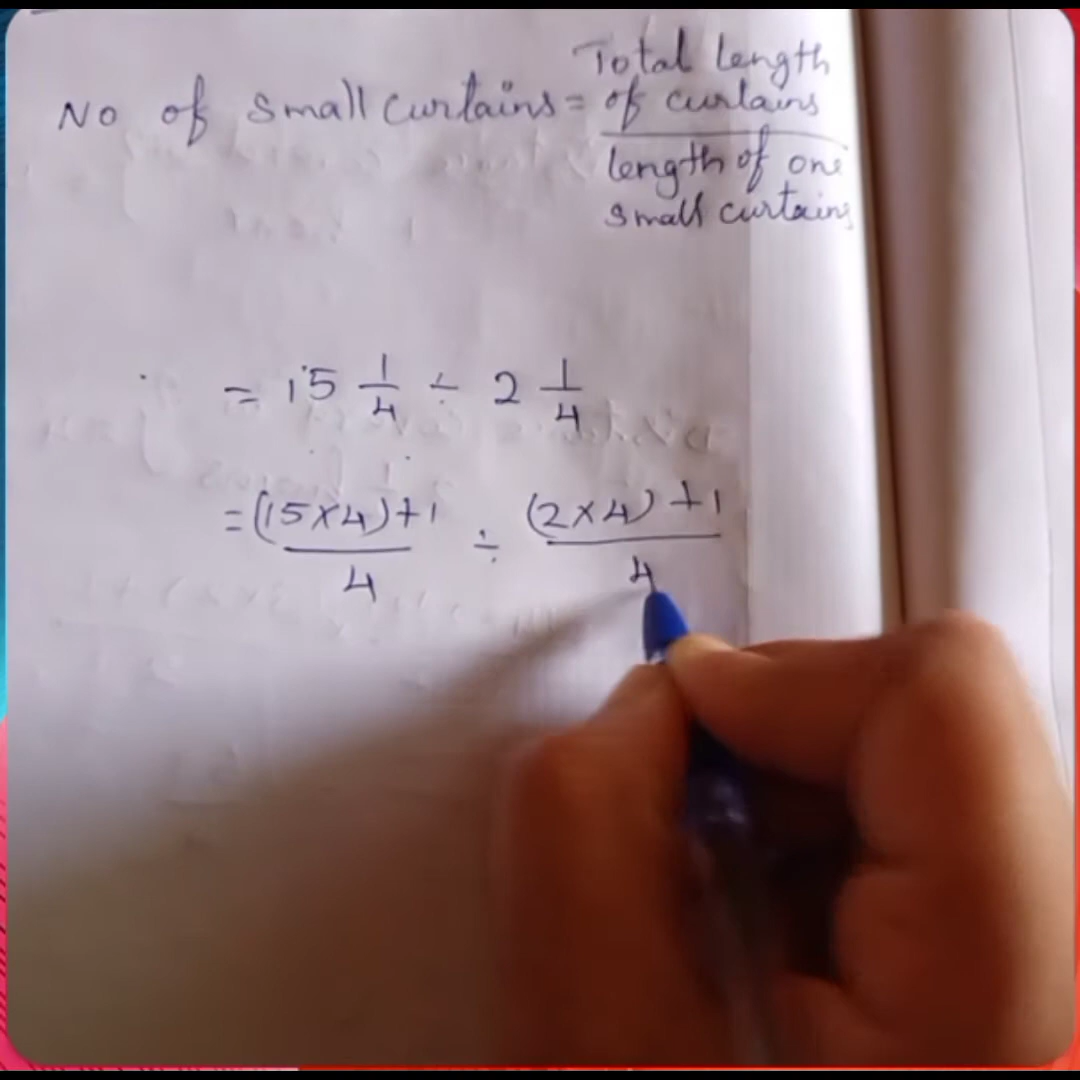 Total length
No of small curtains = of curtains
length of one
small curtains
= 15 1/4 ÷ 2 1/4
= (15×4)+1/4 ÷ (2×4)+1/4